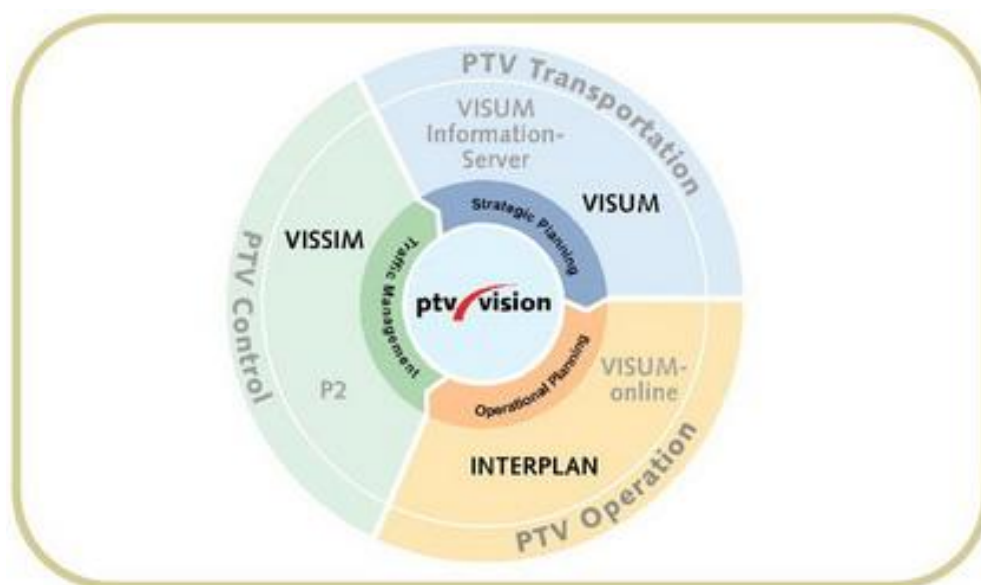 PTV Transportation
VISUM
Information-
Server
VISUM
Strategic Planning
VISSIM
Traffic Management
PTV Control
P2
ptv vision
Operational Planning
VISUM-
online
INTERPLAN
PTV Operation